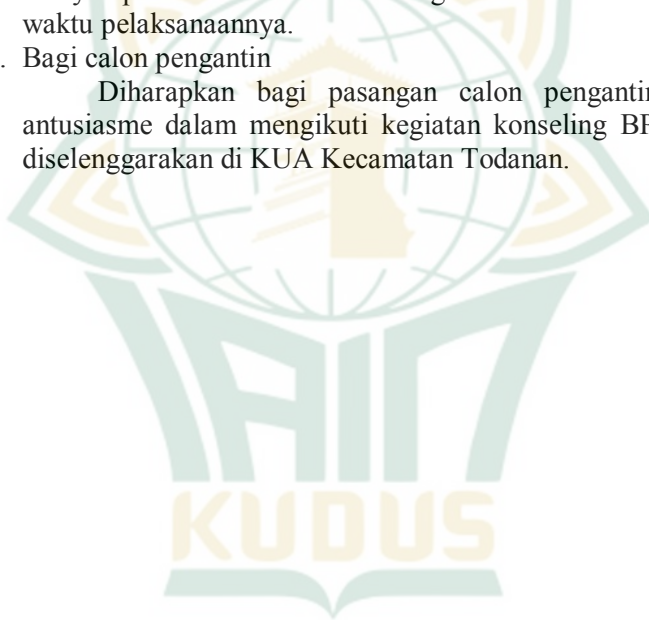 waktu pelaksanaannya.
. Bagi calon pengantin
Diharapkan bagi pasangan calon pengantin
antusiasme dalam mengikuti kegiatan konseling
diselenggarakan di KUA Kecamatan Todanan.
IAIN
KUDUS